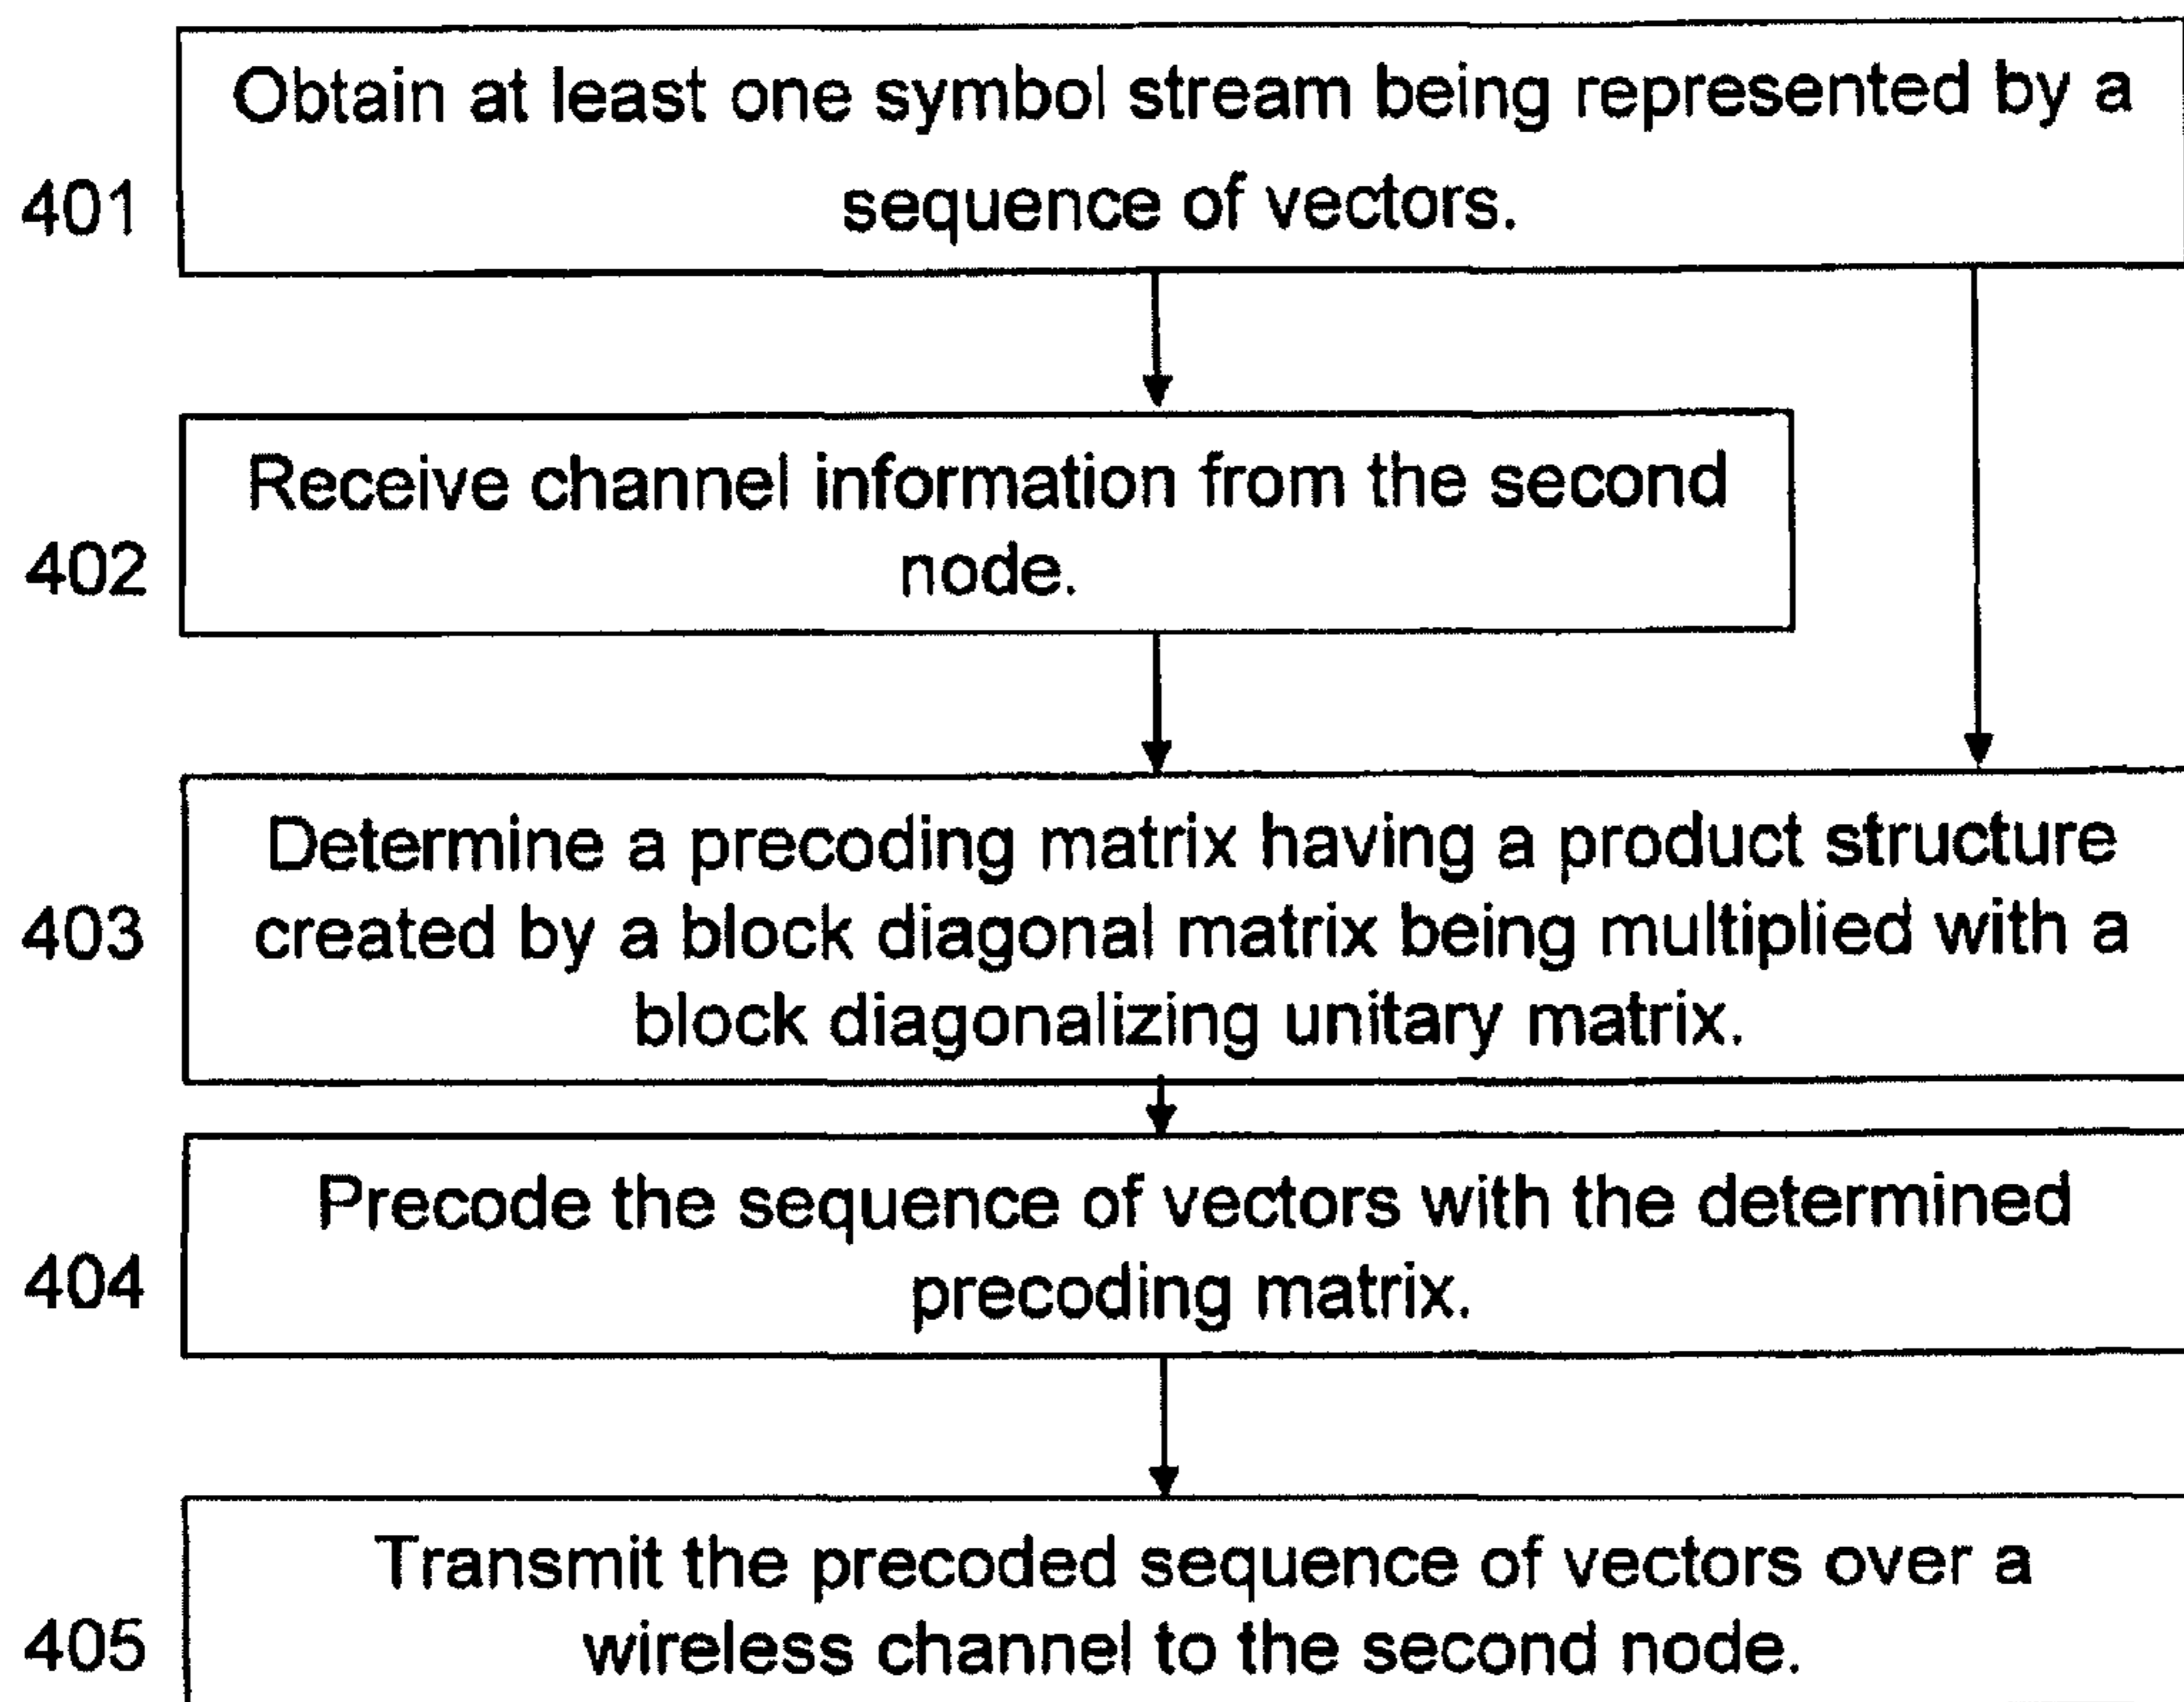 Obtain at least one symbol stream being represented by a
401
sequence of vectors.
Receive channel information from the second
402
node.
Determine a precoding matrix having a product structure
403
created by a block diagonal matrix being multiplied with a
block diagonalizing unitary matrix.
Precode the sequence of vectors with the determined
404
precoding matrix.
Transmit the precoded sequence of vectors over a
405
wireless channel to the second node.